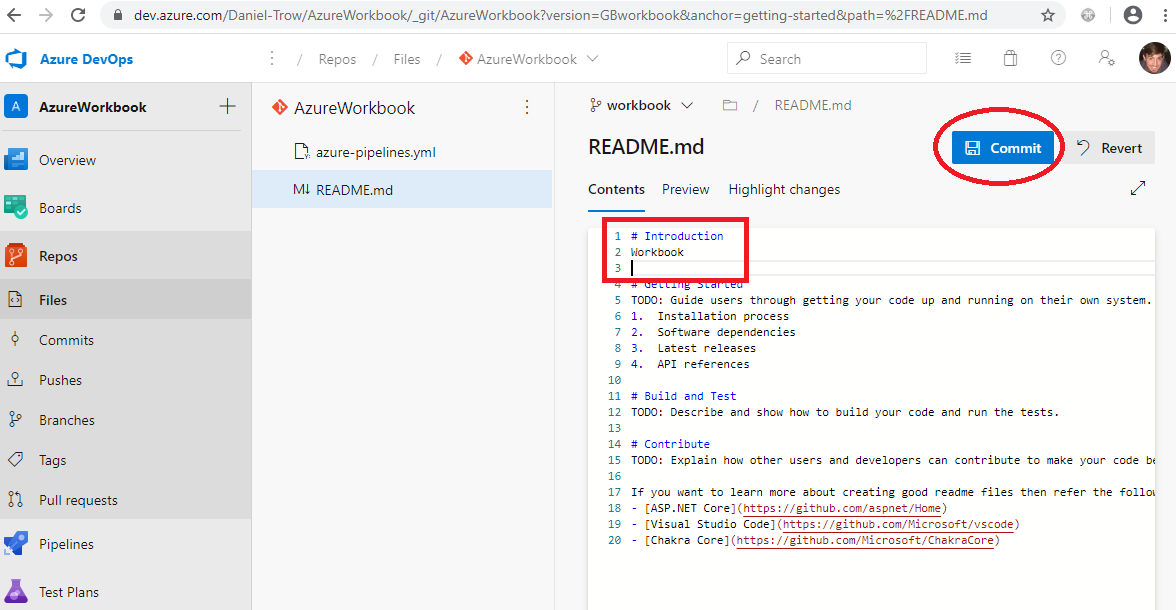 dev.azure.com/Daniel-Trow/AzureWorkbook/_git/AzureWorkbook?version=GBworkbook&anchor=getting-started&path=%2FREADME.md
Azure DevOps
/ Repos / Files / AzureWorkbook
Search
A AzureWorkbook
Overview
Boards
Repos
Files
Commits
Pushes
Branches
Tags
Pull requests
Pipelines
Test Plans
AzureWorkbook
azure-pipelines.yml
M↓ README.md
workbook / README.md
README.md
Commit
Revert
Contents Preview Highlight changes
1 # Introduction
2 Workbook
3
4 # Getting Started
5 TODO: Guide users through getting your code up and running on their own system.
6 1. Installation process
7 2. Software dependencies
8 3. Latest releases
9 4. API references
10
11 # Build and Test
12 TODO: Describe and show how to build your code and run the tests.
13
14 # Contribute
15 TODO: Explain how other users and developers can contribute to make your code be
16
17 If you want to learn more about creating good readme files then refer the follow
18 - [ASP.NET Core](https://github.com/aspnet/Home)
19 - [Visual Studio Code](https://github.com/Microsoft/vscode)
20 - [Chakra Core](https://github.com/Microsoft/ChakraCore)